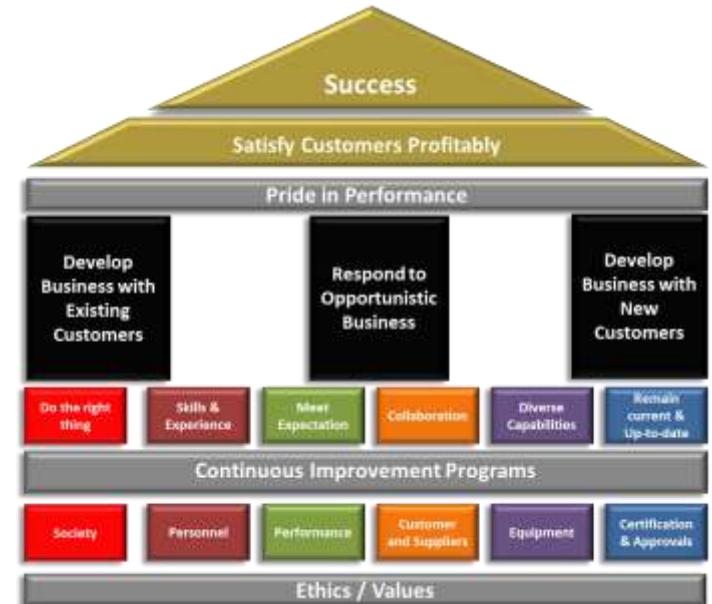 Success
Satisfy Customers Profitably
Pride in Performance
Develop
Business with
Existing
Customers
Respond to
Opportunistic
Business
Develop
Business with
New
Customers
Do the right
thing
Skills &
Experience
Meet
Expectation
Collaboration
Diverse
Capabilities
Remain
current &
Up-to-date
Continuous Improvement Programs
Society
Personnel
Performance
Customer
and Suppliers
Equipment
Certification
& Approvals
Ethics / Values